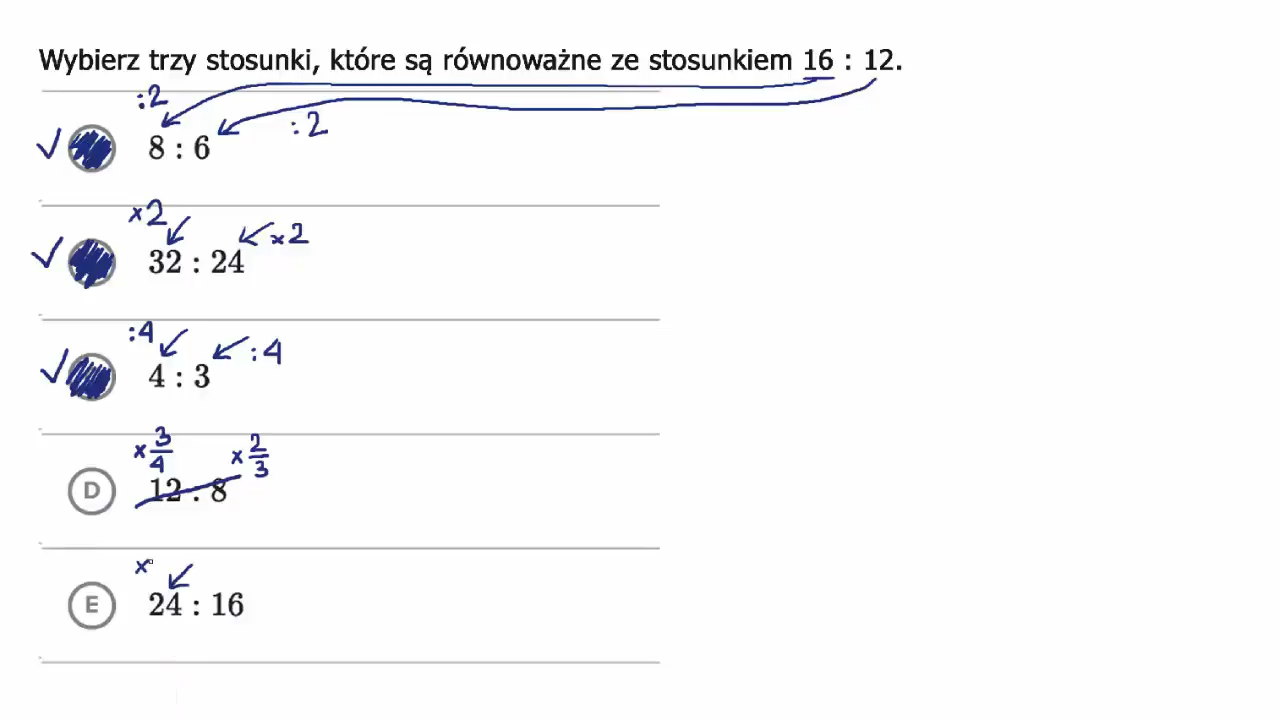 Wybierz trzy stosunki, które są równoważne ze stosunkiem 16 : 12.
:2
:2
8 : 6
×2
×2
32 : 24
:4
:4
4 : 3
×3/4
×2/3
D 12 : 8
×
E 24 : 16